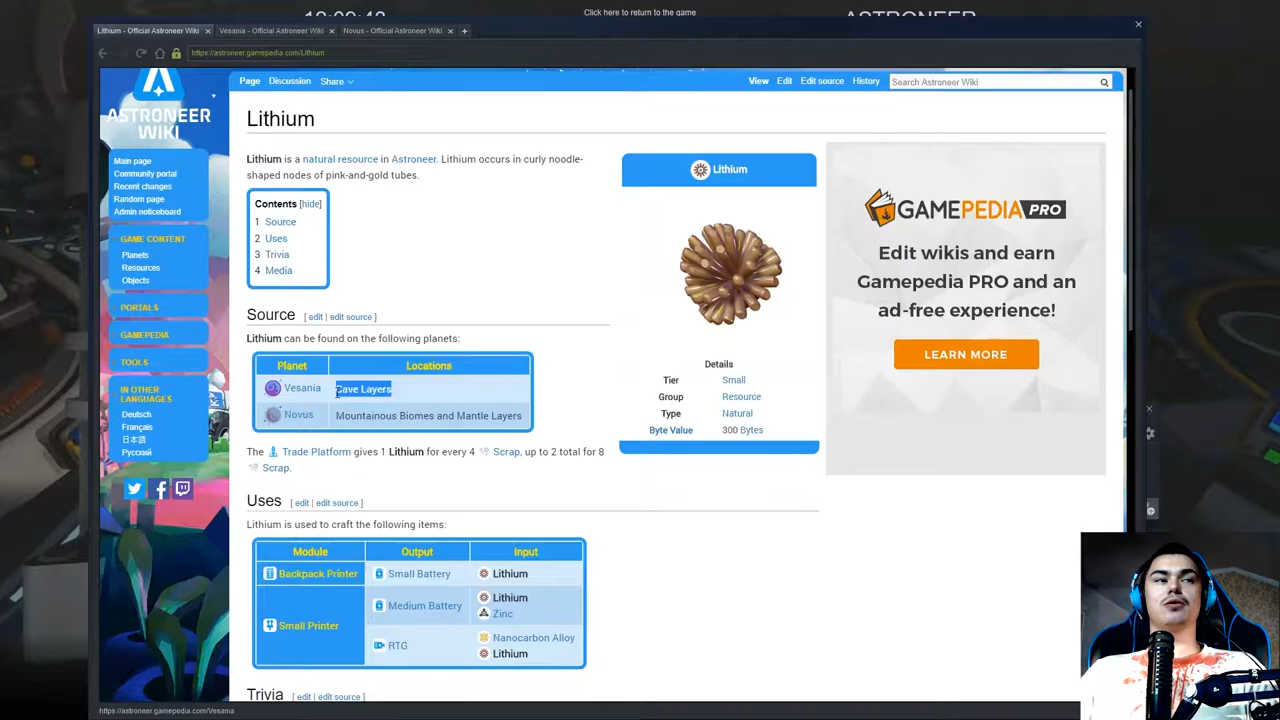 Click here to return to the game
ASTRONEER
Lithium - Official Astroneer Wiki
Vesania - Official Astroneer Wiki
Novus - Official Astroneer Wiki
https://astroneer.gamepedia.com/Lithium
ASTRONEER
WIKI
Main page
Community portal
Recent changes
Random page
Admin noticeboard
GAME CONTENT
Planets
Resources
Objects
PORTALS
GAMEPEDIA
TOOLS
IN OTHER
LANGUAGES
Deutsch
Français
日本語
Русский
Page Discussion Share
View Edit Edit source History
Search Astroneer Wiki
Lithium
Lithium is a natural resource in Astroneer. Lithium occurs in curly noodle-
shaped nodes of pink-and-gold tubes.
Contents [hide]
1 Source
2 Uses
3 Trivia
4 Media
Source [ edit | edit source ]
Lithium can be found on the following planets:
Planet Locations
Vesania Cave Layers
Novus Mountainous Biomes and Mantle Layers
The Trade Platform gives 1 Lithium for every 4 Scrap, up to 2 total for 8
Scrap.
Uses [ edit | edit source ]
Lithium is used to craft the following items:
Module Output Input
Backpack Printer Small Battery Lithium
Small Printer Medium Battery Lithium
Zinc
RTG Nanocarbon Alloy
Lithium
Trivia [ edit | edit source ]
Lithium
Details
Tier Small
Group Resource
Type Natural
Byte Value 300 Bytes
GAMEPEDIA PRO
Edit wikis and earn
Gamepedia PRO and an
ad-free experience!
LEARN MORE
https://astroneer.gamepedia.com/Vesania